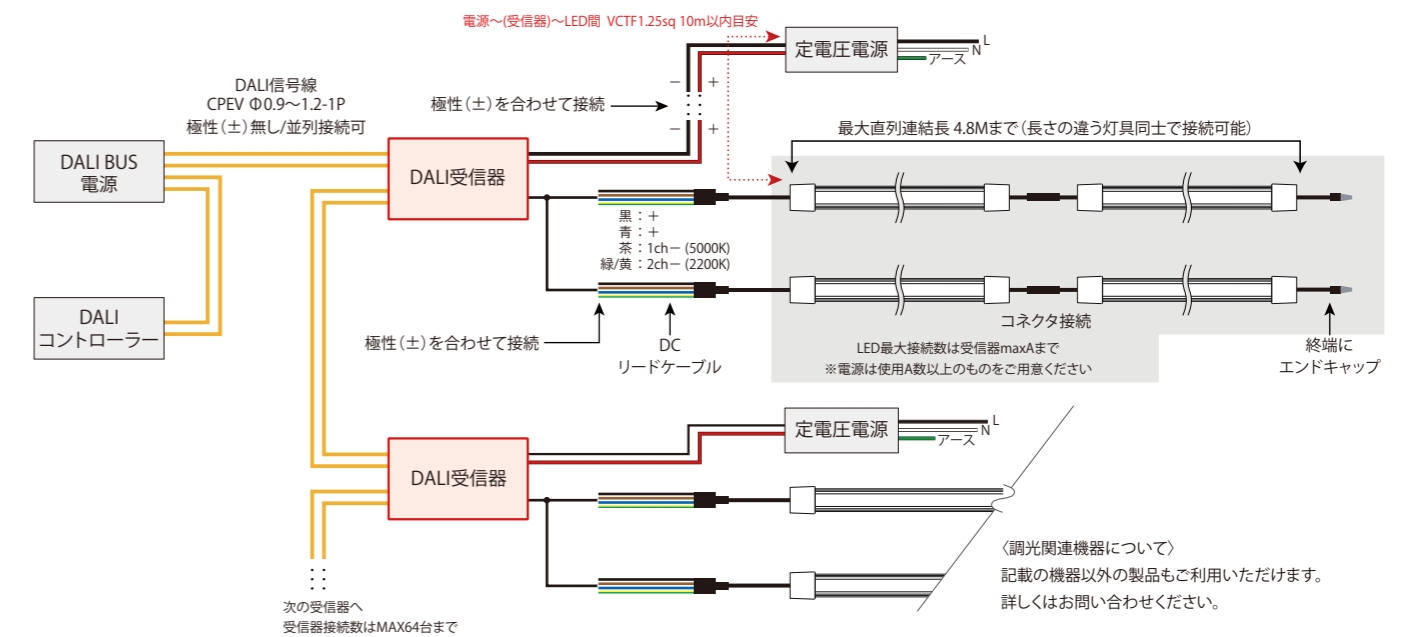 電源～(受信器)～LED間 VCTF1.25sq 10m以内目安
定電圧電源
L
N
アース
DALI信号線
CPEV Φ0.9～1.2-1P
極性(±)無し/並列接続可
極性(±)を合わせて接続
－ ＋
－ ＋
最大直列連結長 4.8Mまで(長さの違う灯具同士で接続可能)
DALI BUS
電源
DALI受信器
黒：＋
青：＋
茶：1ch－(5000K)
緑/黄：2ch－(2200K)
DALI
コントローラー
極性(±)を合わせて接続
DC
リードケーブル
コネクタ接続
LED最大接続数は受信器maxAまで
※電源は使用A数以上のものをご用意ください
終端に
エンドキャップ
定電圧電源
L
N
アース
DALI受信器
〈調光関連機器について〉
記載の機器以外の製品もご利用いただけます。
詳しくはお問い合わせください。
次の受信器へ
受信器接続数はMAX64台まで